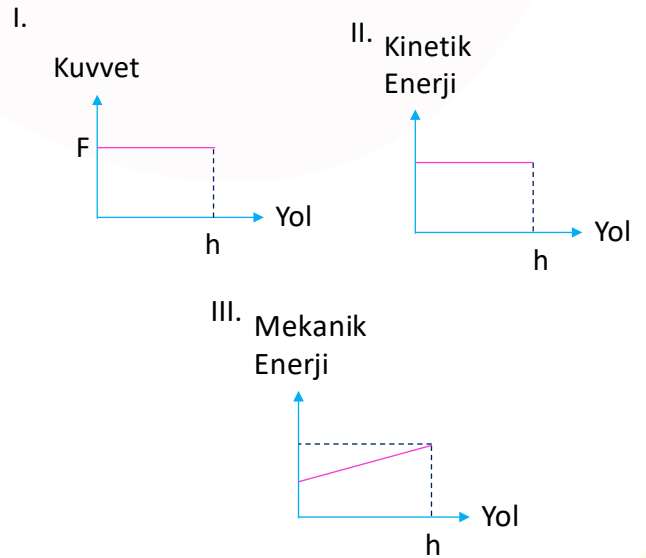 I.
Kuvvet
F
Yol
h
II. Kinetik
Enerji
Yol
h
III. Mekanik
Enerji
Yol
h